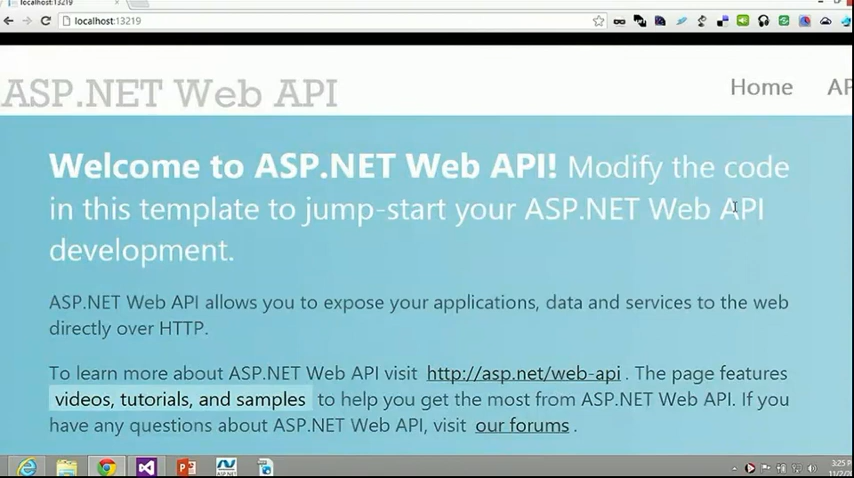 localhost:13219
localhost:13219
ASP.NET Web API
Home
Welcome to ASP.NET Web API! Modify the code
in this template to jump-start your ASP.NET Web API
development.
ASP.NET Web API allows you to expose your applications, data and services to the web
directly over HTTP.
To learn more about ASP.NET Web API visit http://asp.net/web-api. The page features
videos, tutorials, and samples to help you get the most from ASP.NET Web API. If you
have any questions about ASP.NET Web API, visit our forums.
3:25 P